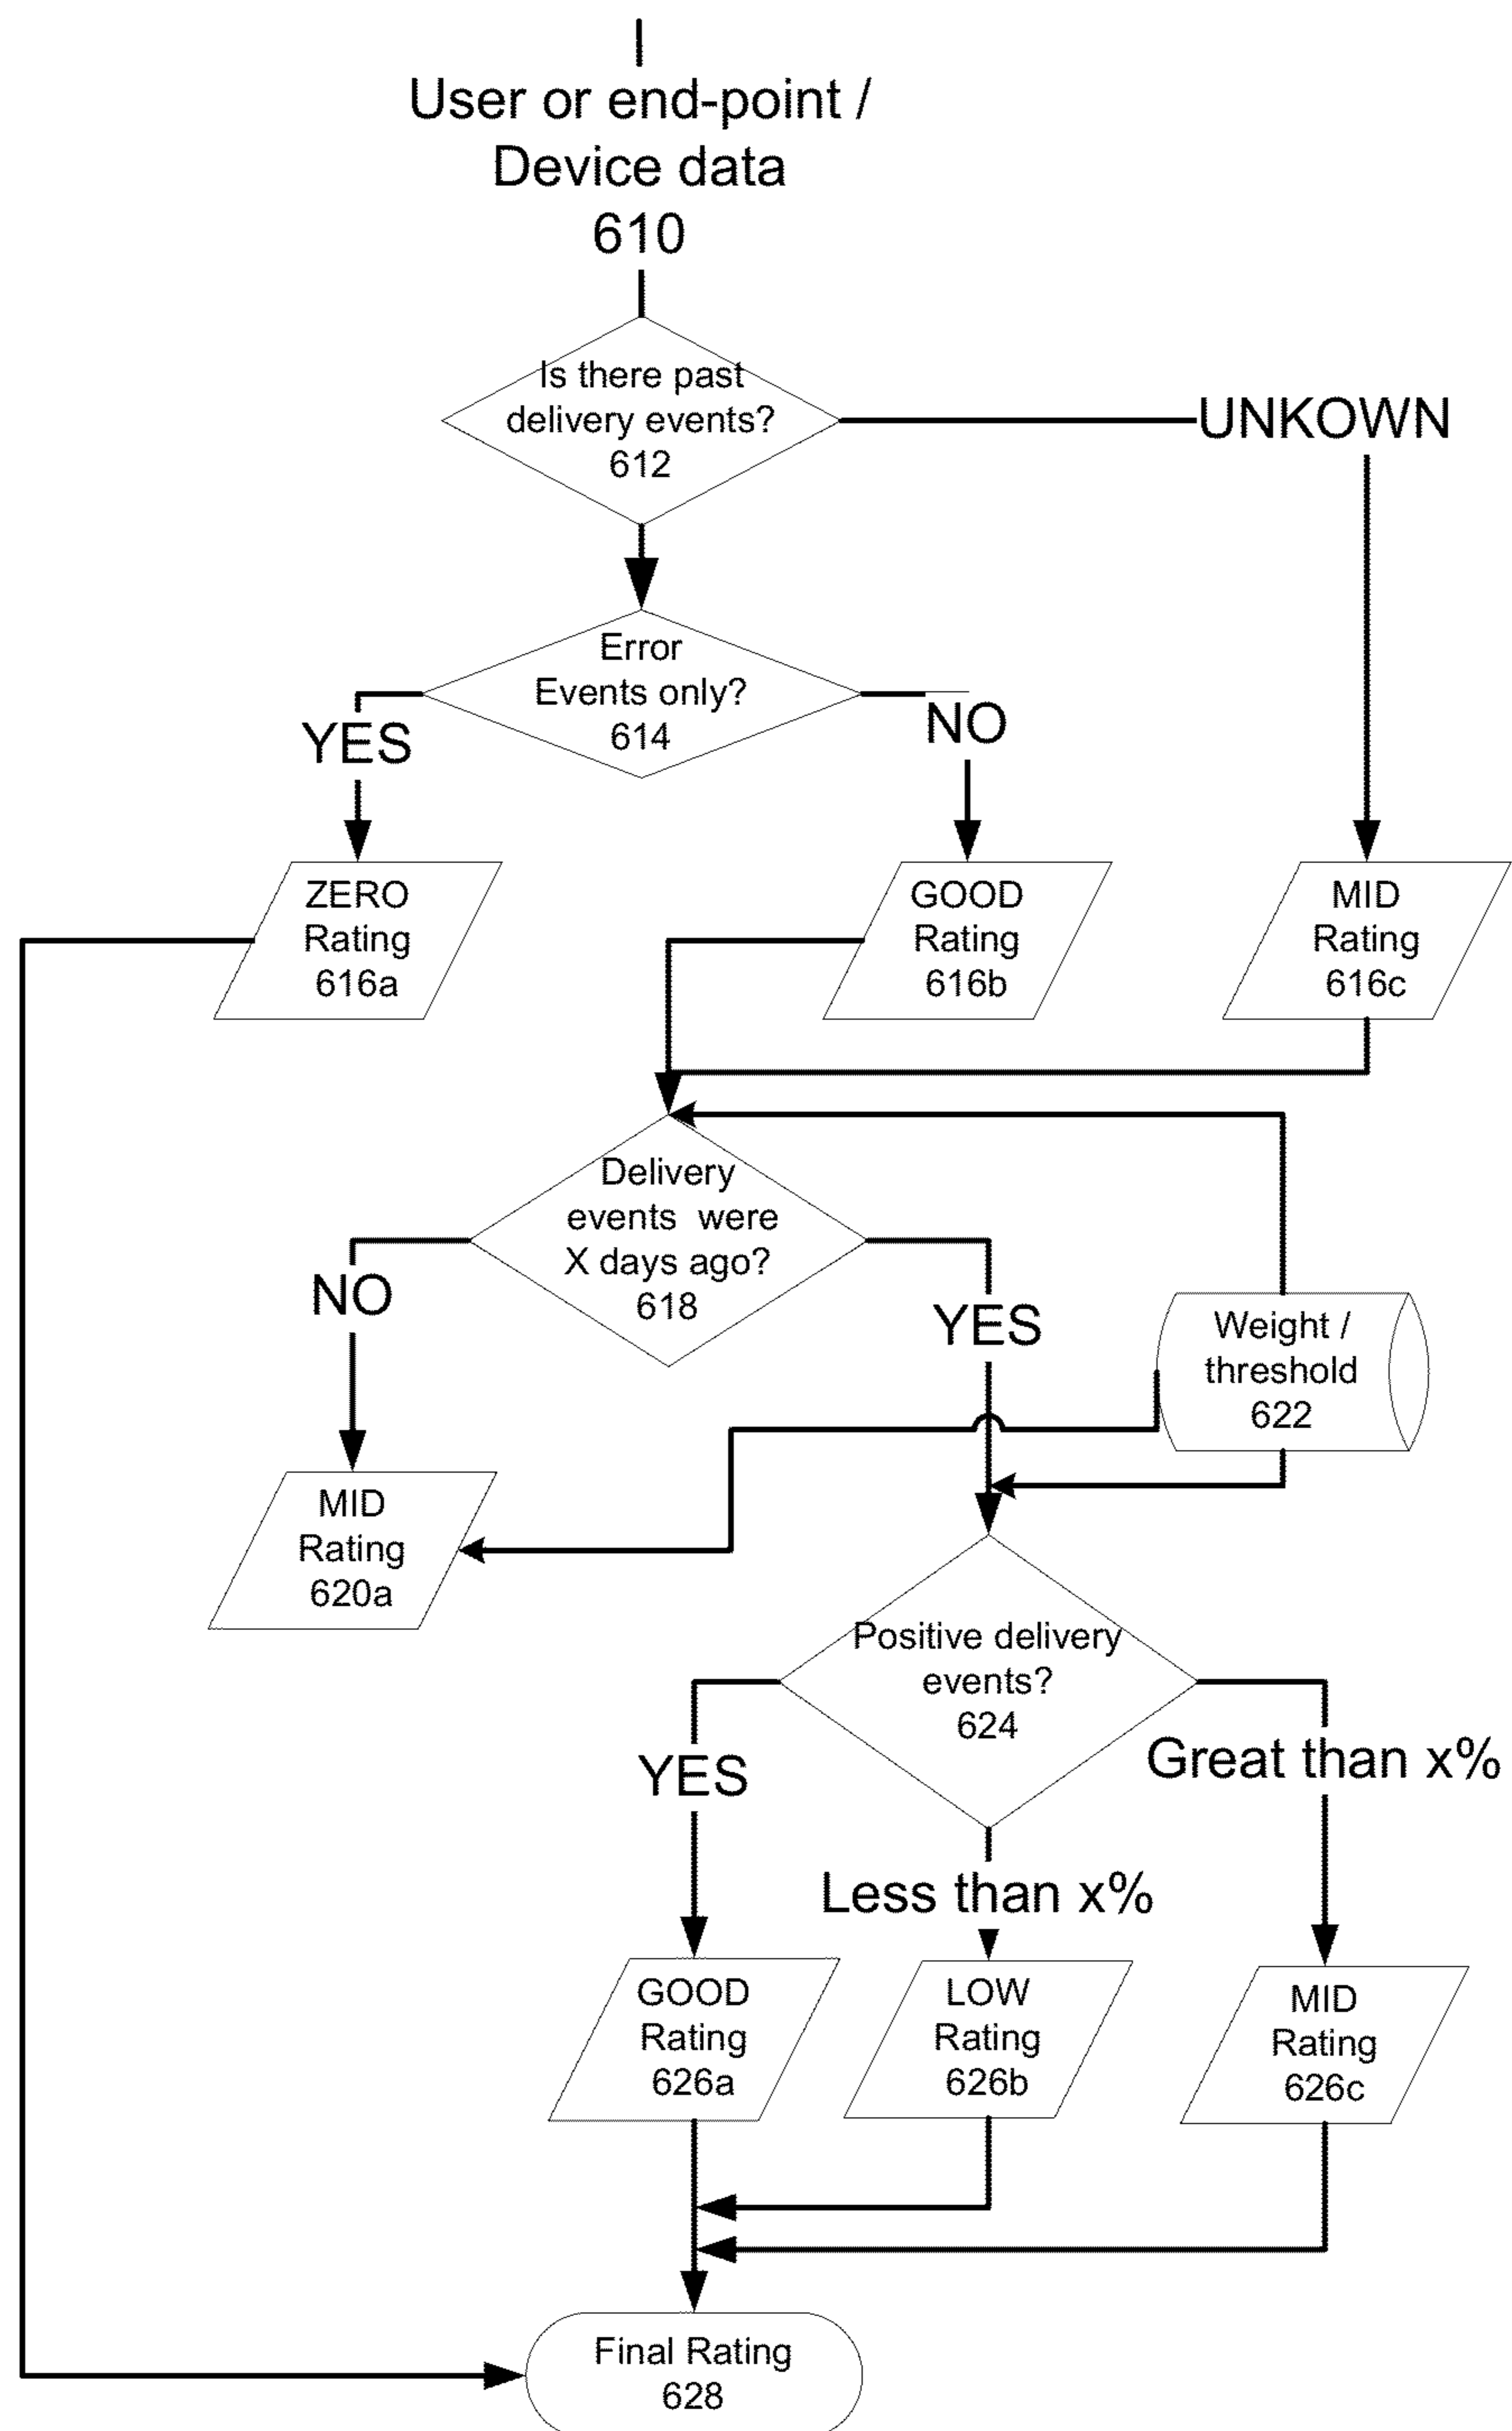 User or end-point /
Device data
610
Is there past
delivery events?
612
UNKOWN
Error
Events only?
614
YES
NO
ZERO
Rating
616a
GOOD
Rating
616b
MID
Rating
616c
Delivery
events were
X days ago?
618
NO
YES
Weight /
threshold
622
MID
Rating
620a
Positive delivery
events?
624
YES
Great than x%
Less than x%
GOOD
Rating
626a
LOW
Rating
626b
MID
Rating
626c
Final Rating
628